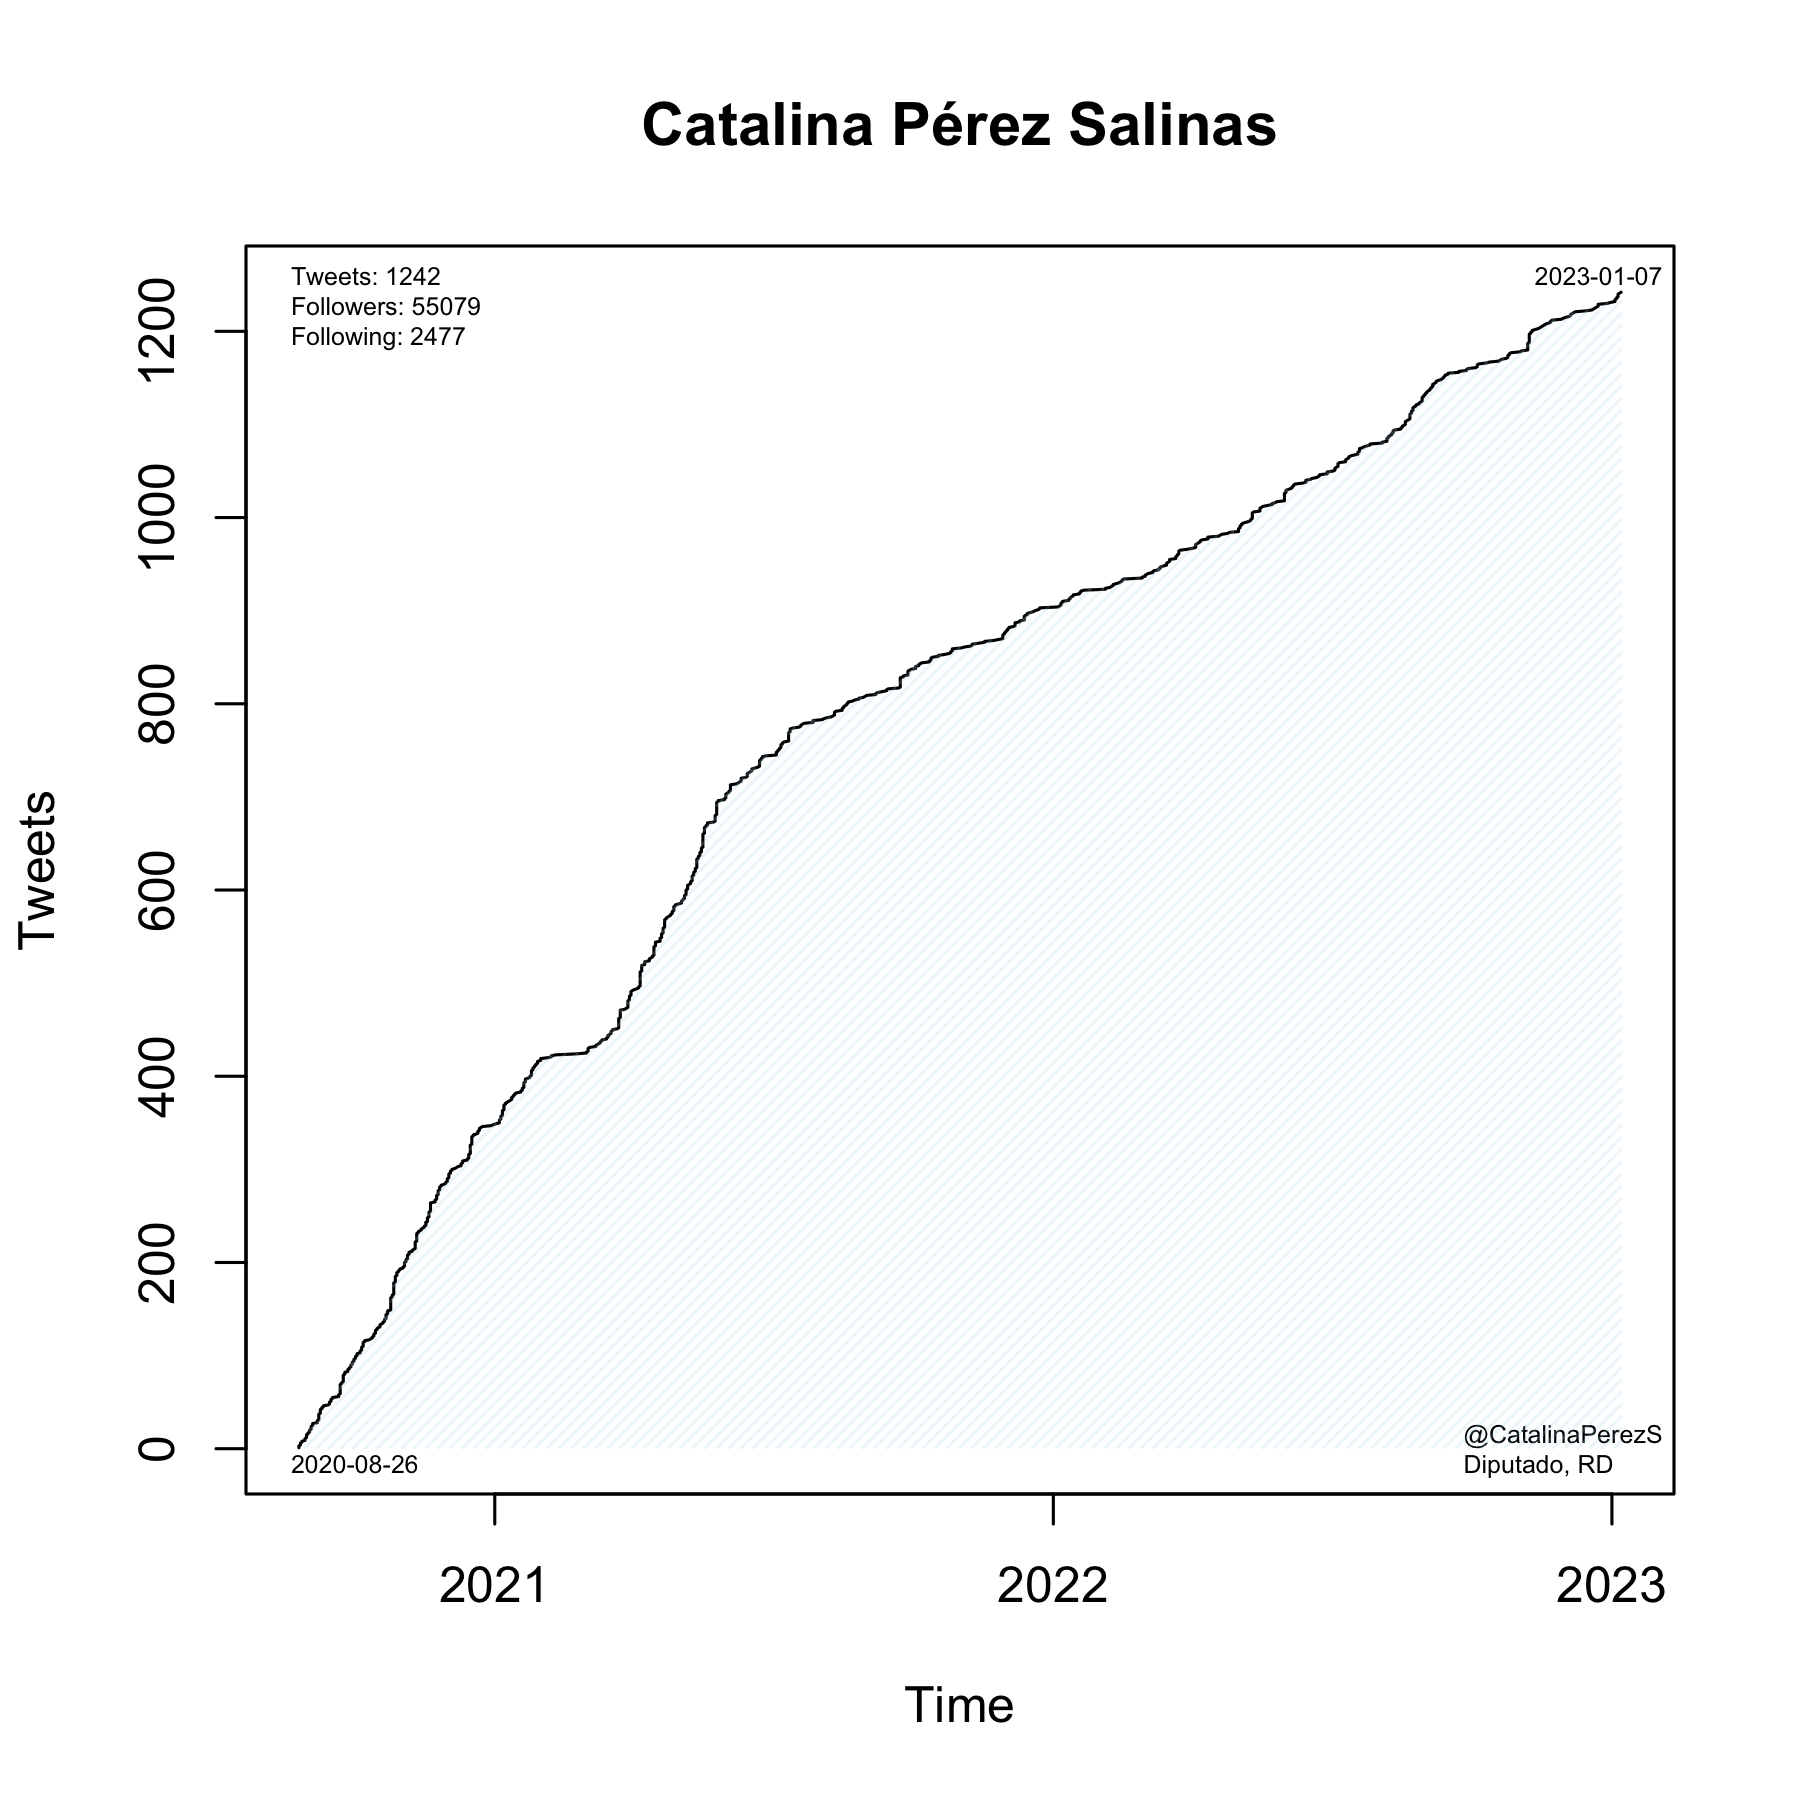 Catalina Pérez Salinas
Tweets: 1242
Followers: 55079
Following: 2477
2023-01-07
1200
1000
800
600
400
200
0
Tweets
2020-08-26
@CatalinaPerezS
Diputado, RD
2021
2022
2023
Time